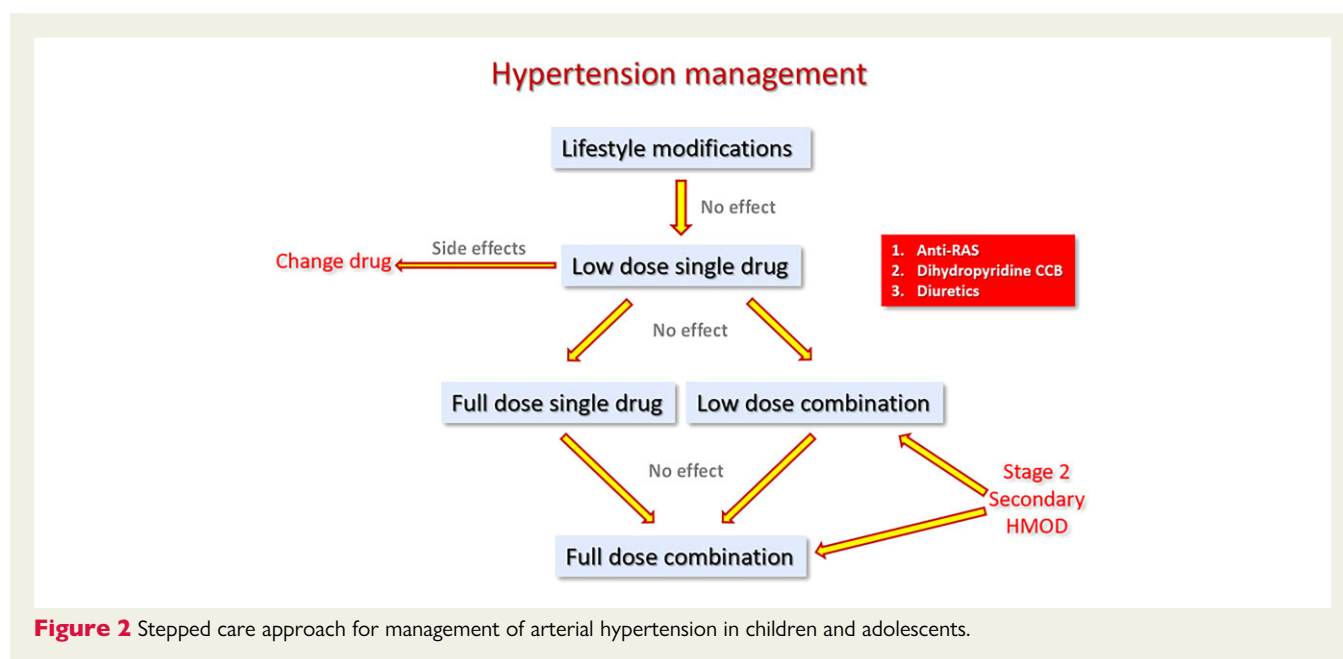 Hypertension management
Lifestyle modifications
No effect
Side effects
Change drug
Low dose single drug
1. Anti-RAS
2. Dihydropyridine CCB
3. Diuretics
No effect
Full dose single drug
Low dose combination
No effect
Stage 2
Secondary
HMOD
Full dose combination
Figure 2 Stepped care approach for management of arterial hypertension in children and adolescents.